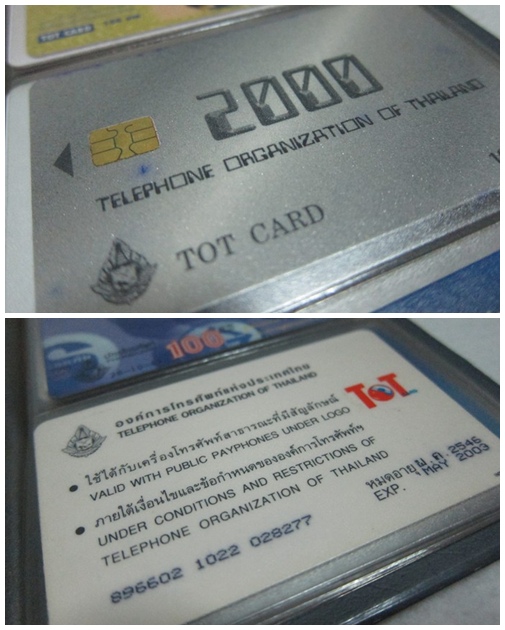 TOT CARD
2000
TELEPHONE ORGANIZATION OF THAILAND
TOT CARD
100
องค์การโทรศัพท์แห่งประเทศไทย
TELEPHONE ORGANIZATION OF THAILAND
TOT
ใช้ได้กับเครื่องโทรศัพท์สาธารณะที่มีสัญลักษณ์
VALID WITH PUBLIC PAYPHONES UNDER LOGO
ภายใต้เงื่อนไขและข้อกำหนดขององค์การโทรศัพท์ฯ
UNDER CONDITIONS AND RESTRICTIONS OF
TELEPHONE ORGANIZATION OF THAILAND
หมดอายุ พ.ค. 2546
EXP. MAY 2003
896602 1022 028277